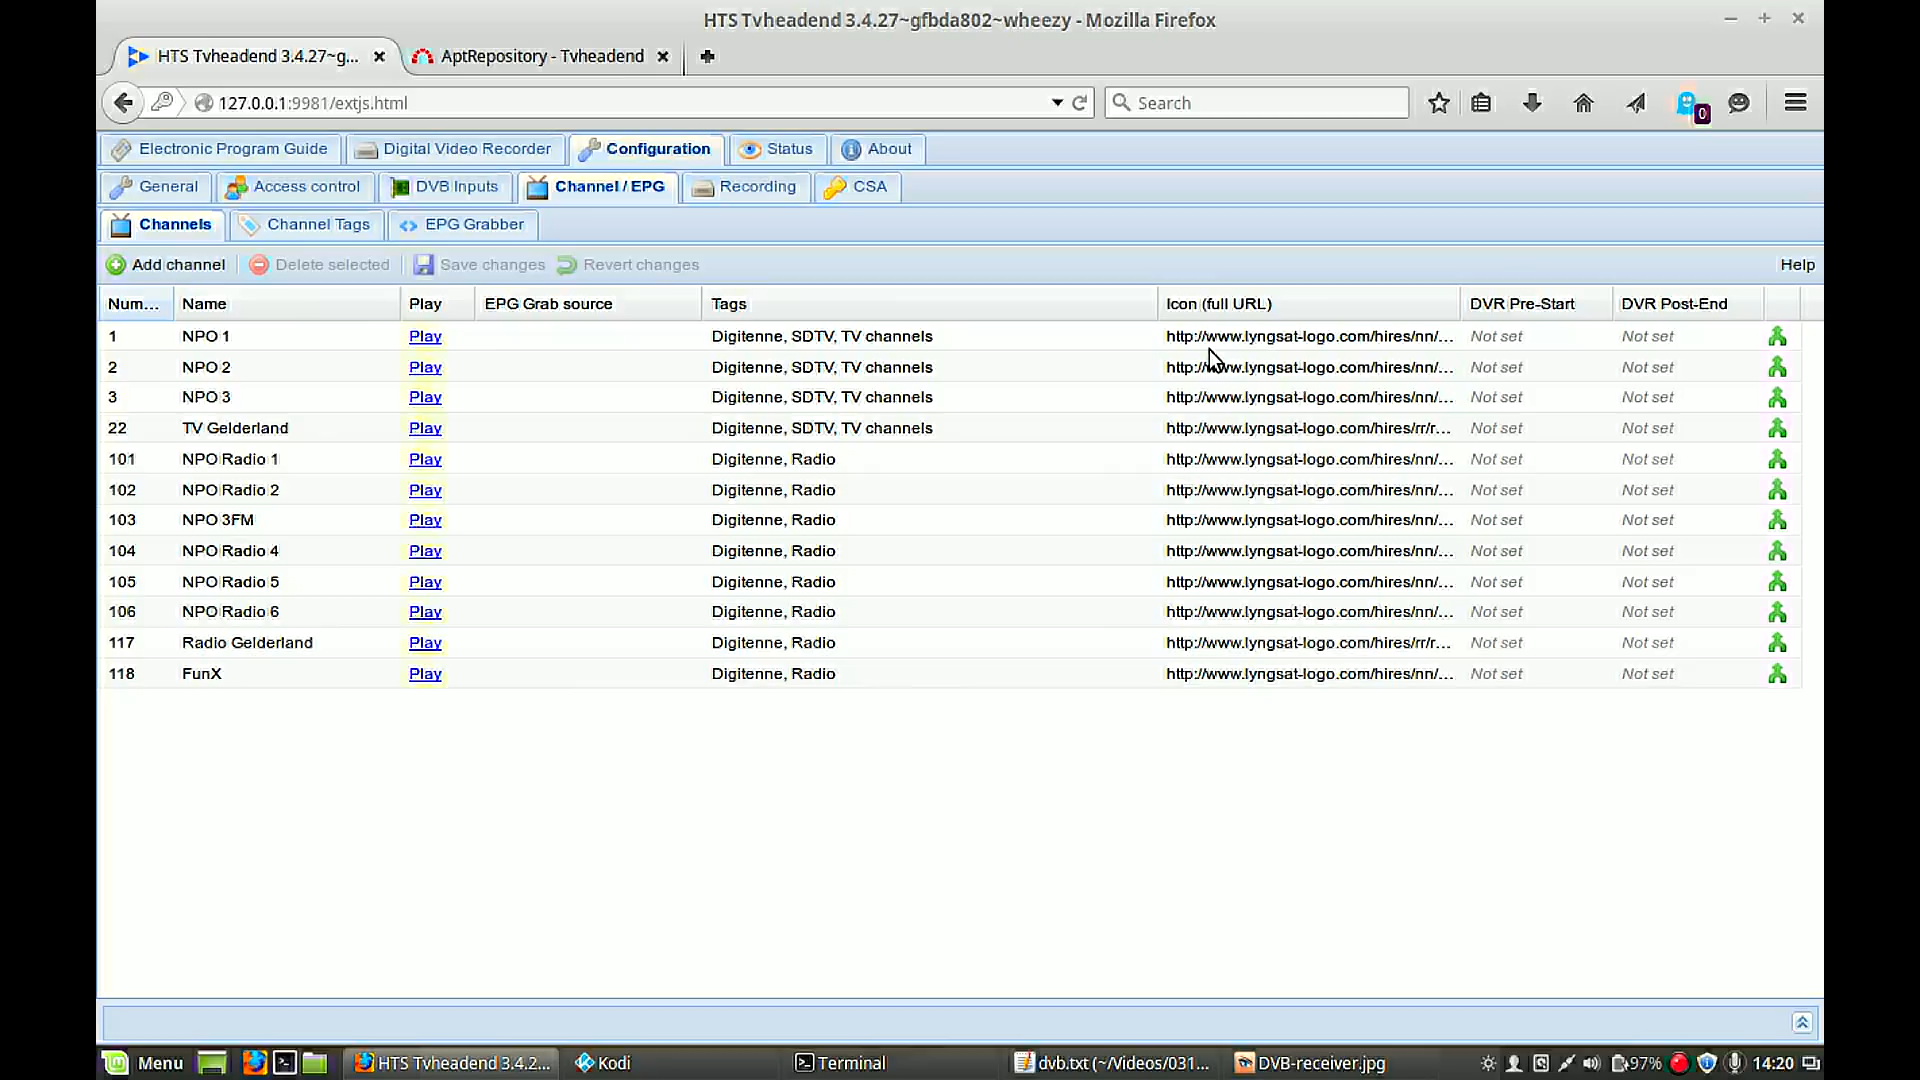 HTS Tvheadend 3.4.27~gfbda802~wheezy - Mozilla Firefox
HTS Tvheadend 3.4.27~g... AptRepository - Tvheadend
127.0.0.1:9981/extjs.html Search 0
Electronic Program Guide Digital Video Recorder Configuration Status About
General Access control DVB Inputs Channel / EPG Recording CSA
Channels Channel Tags EPG Grabber
Add channel Delete selected Save changes Revert changes Help
Num... Name Play EPG Grab source Tags Icon (full URL) DVR Pre-Start DVR Post-End
1 NPO 1 Play Digitenne, SDTV, TV channels http://www.lyngsat-logo.com/hires/nn/... Not set Not set
2 NPO 2 Play Digitenne, SDTV, TV channels http://www.lyngsat-logo.com/hires/nn/... Not set Not set
3 NPO 3 Play Digitenne, SDTV, TV channels http://www.lyngsat-logo.com/hires/nn/... Not set Not set
22 TV Gelderland Play Digitenne, SDTV, TV channels http://www.lyngsat-logo.com/hires/rr/r... Not set Not set
101 NPO Radio 1 Play Digitenne, Radio http://www.lyngsat-logo.com/hires/nn/... Not set Not set
102 NPO Radio 2 Play Digitenne, Radio http://www.lyngsat-logo.com/hires/nn/... Not set Not set
103 NPO 3FM Play Digitenne, Radio http://www.lyngsat-logo.com/hires/nn/... Not set Not set
104 NPO Radio 4 Play Digitenne, Radio http://www.lyngsat-logo.com/hires/nn/... Not set Not set
105 NPO Radio 5 Play Digitenne, Radio http://www.lyngsat-logo.com/hires/nn/... Not set Not set
106 NPO Radio 6 Play Digitenne, Radio http://www.lyngsat-logo.com/hires/nn/... Not set Not set
117 Radio Gelderland Play Digitenne, Radio http://www.lyngsat-logo.com/hires/rr/r... Not set Not set
118 FunX Play Digitenne, Radio http://www.lyngsat-logo.com/hires/nn/... Not set Not set
Menu HTS Tvheadend 3.4.2... Kodi Terminal dvb.txt (~/Videos/031... DVB-receiver.jpg 97% 14:20